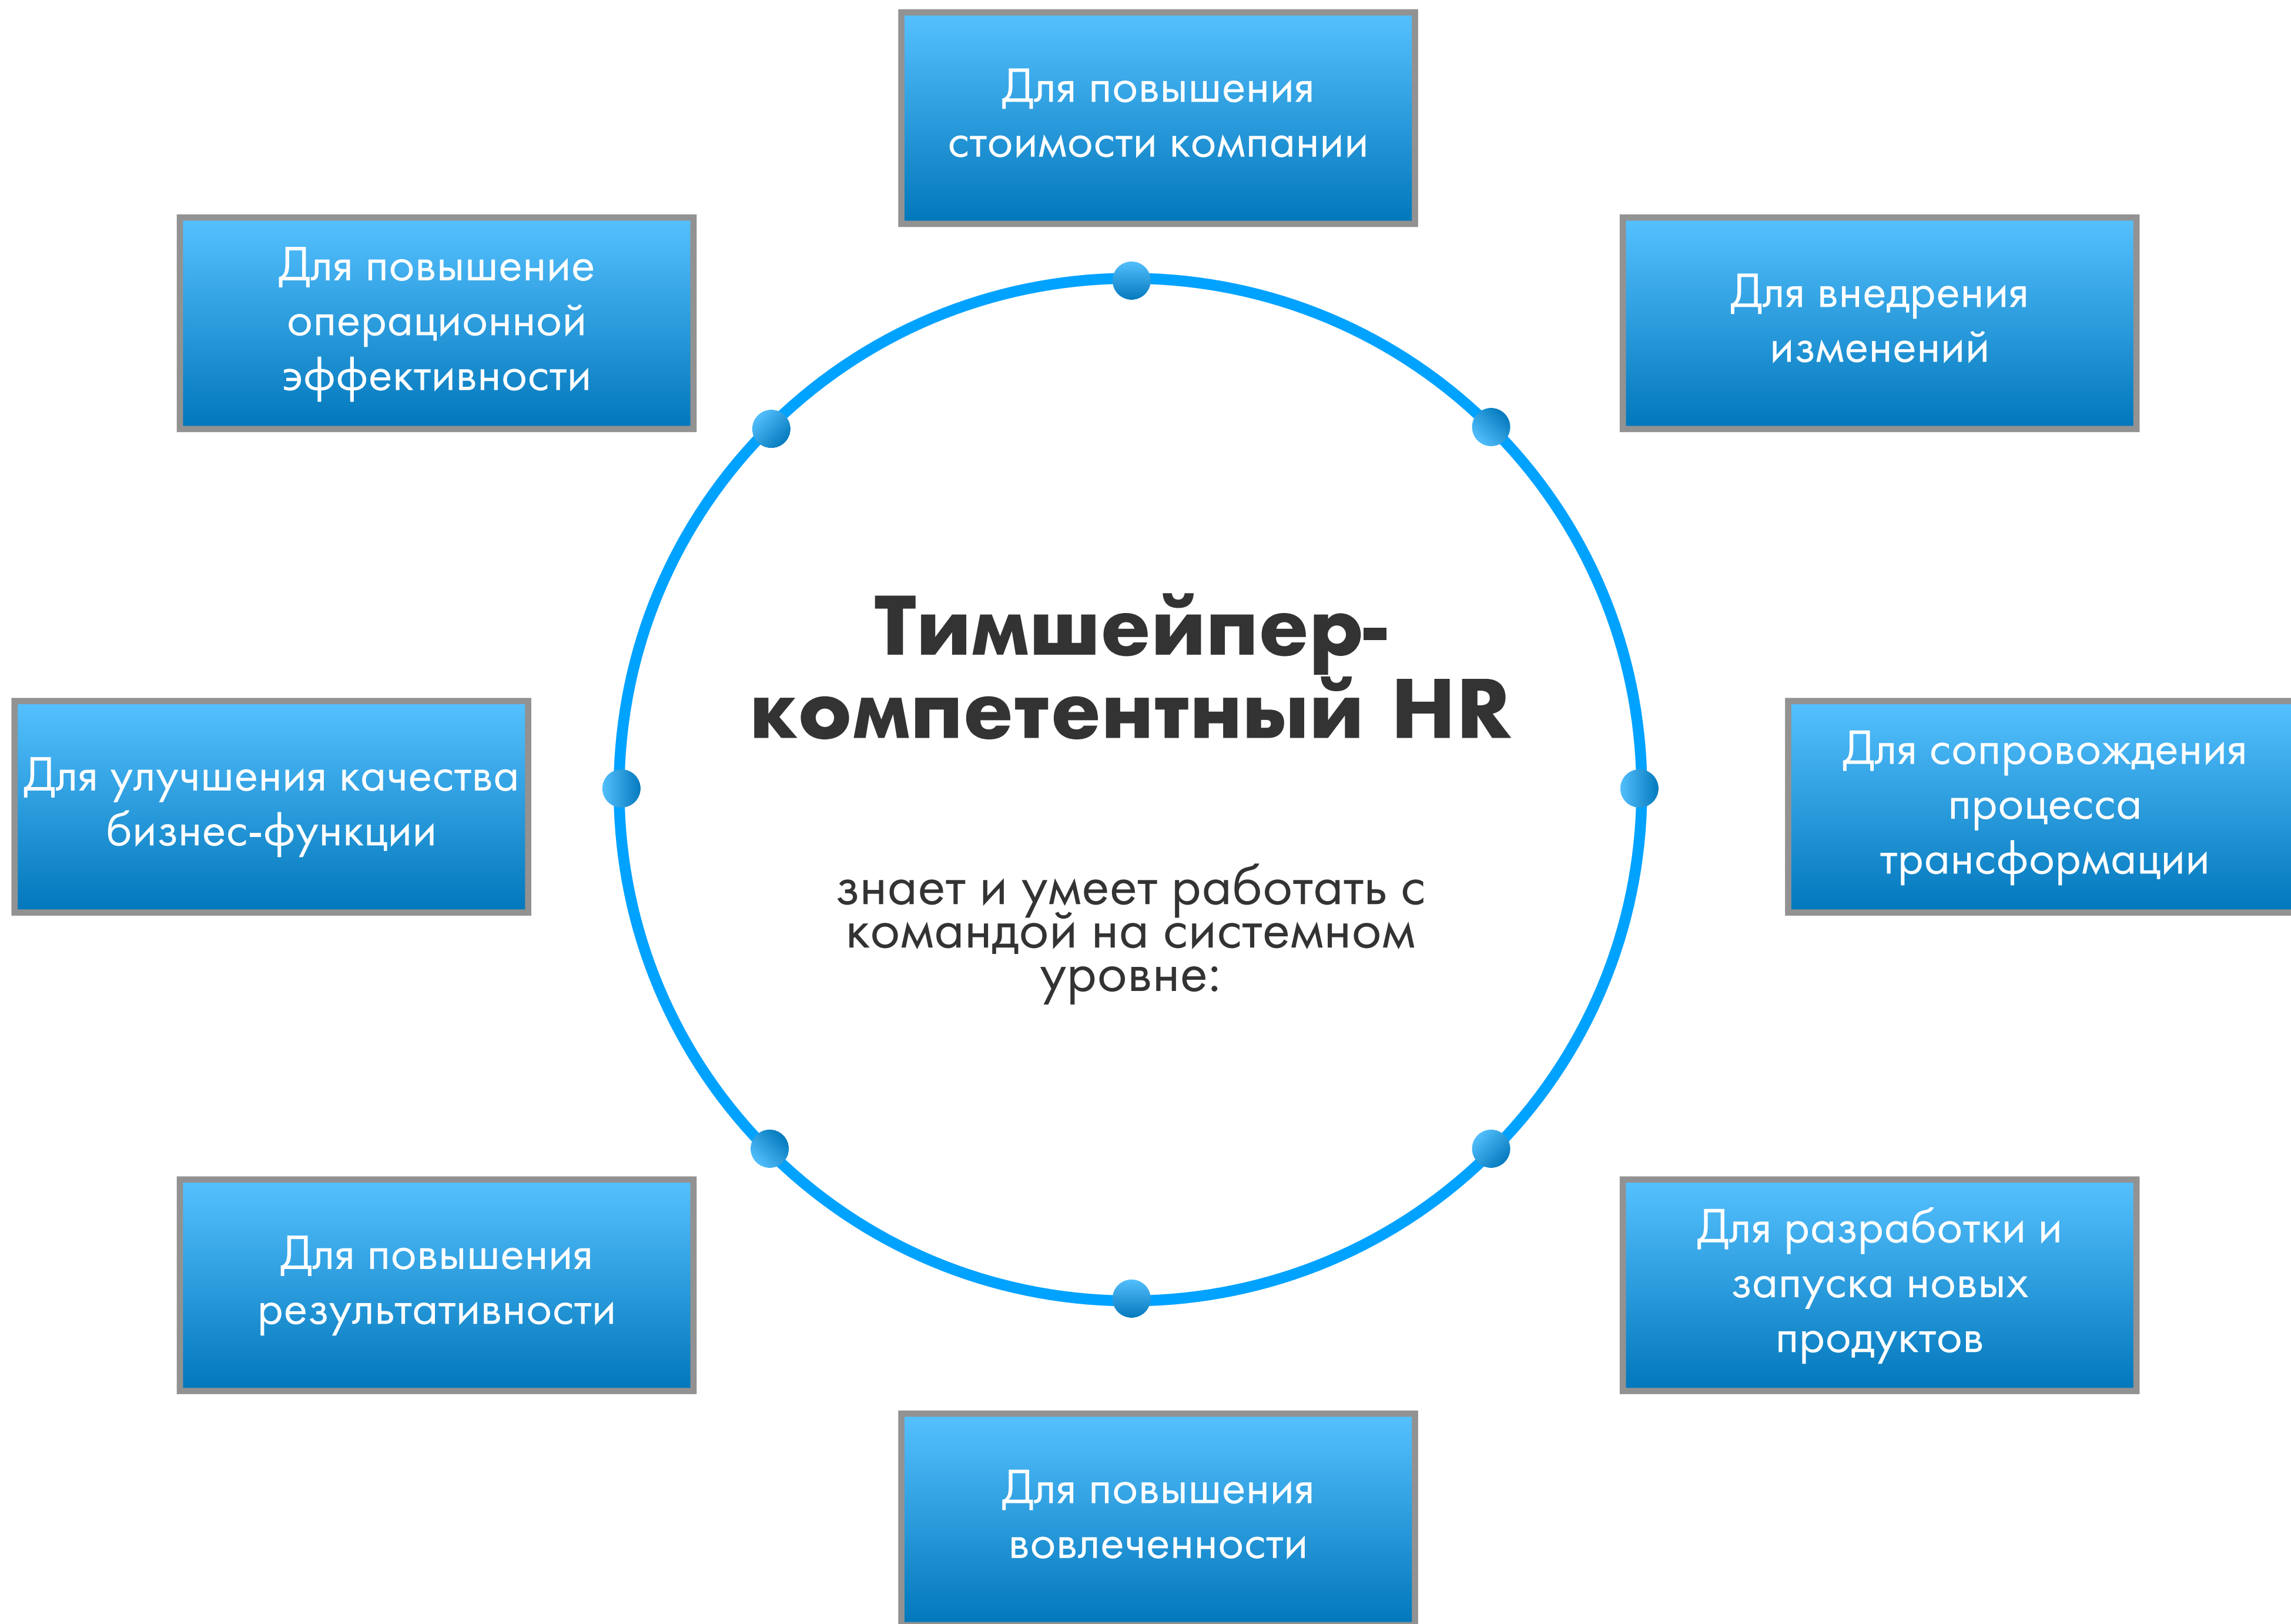 Для повышения
стоимости компании
Для повышение
операционной
эффективности
Для внедрения
изменений
Тимшейпер-
компетентный HR
Для улучшения качества
бизнес-функции
Для сопровождения
процесса
трансформации
знает и умеет работать с
командой на системном
уровне:
Для повышения
результативности
Для разработки и
запуска новых
продуктов
Для повышения
вовлеченности